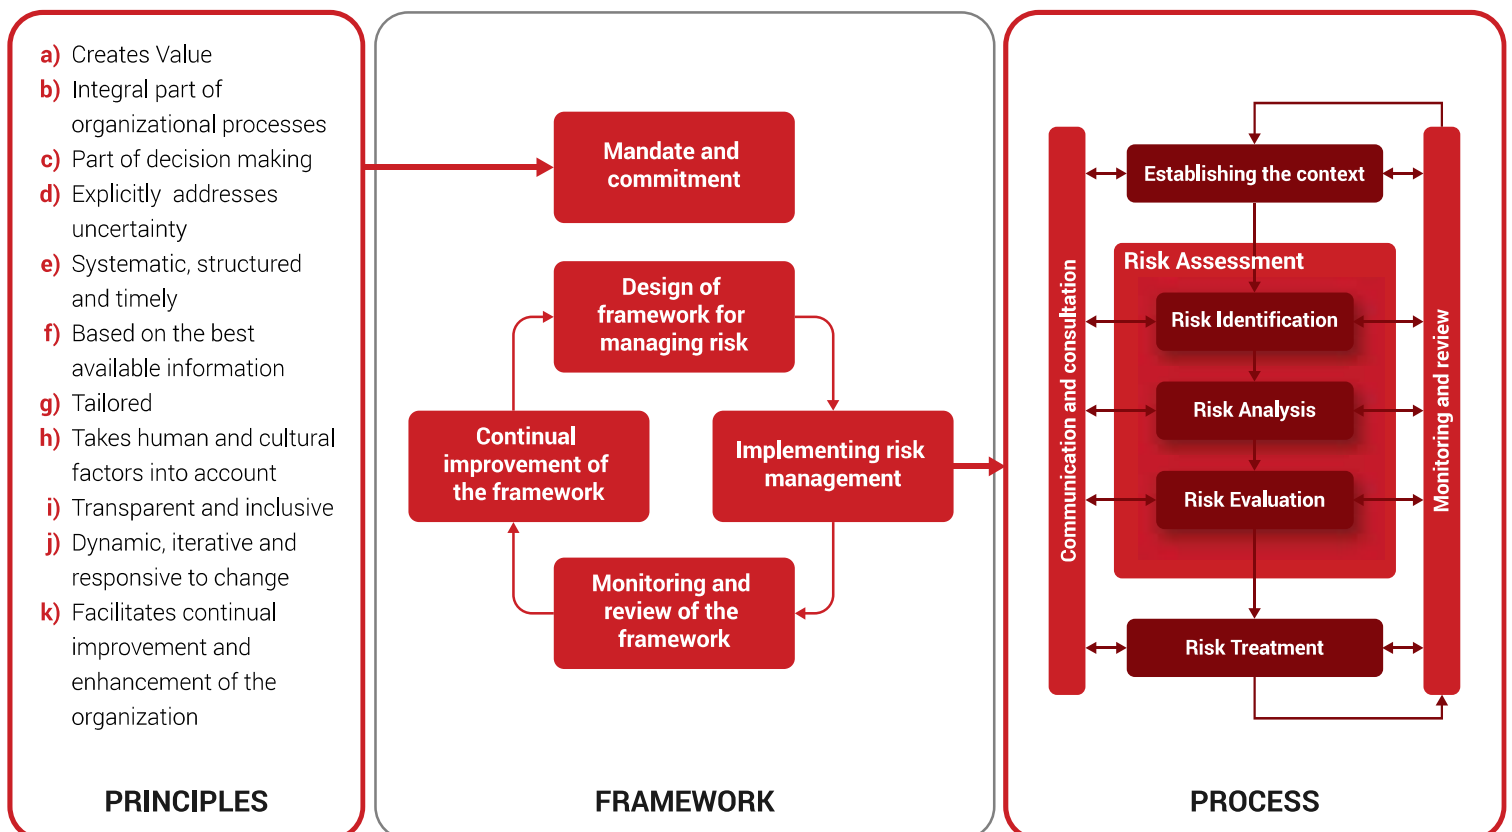 a) Creates Value
b) Integral part of
organizational processes
c) Part of decision making
d) Explicitly addresses
uncertainty
e) Systematic, structured
and timely
f) Based on the best
available information
g) Tailored
h) Takes human and cultural
factors into account
i) Transparent and inclusive
j) Dynamic, iterative and
responsive to change
k) Facilitates continual
improvement and
enhancement of the
organization
PRINCIPLES
Mandate and
commitment
Design of
framework for
managing risk
Continual
improvement of
the framework
Implementing risk
management
Monitoring and
review of the
framework
FRAMEWORK
Communication and consultation
Establishing the context
Risk Assessment
Risk Identification
Risk Analysis
Risk Evaluation
Risk Treatment
Monitoring and review
PROCESS